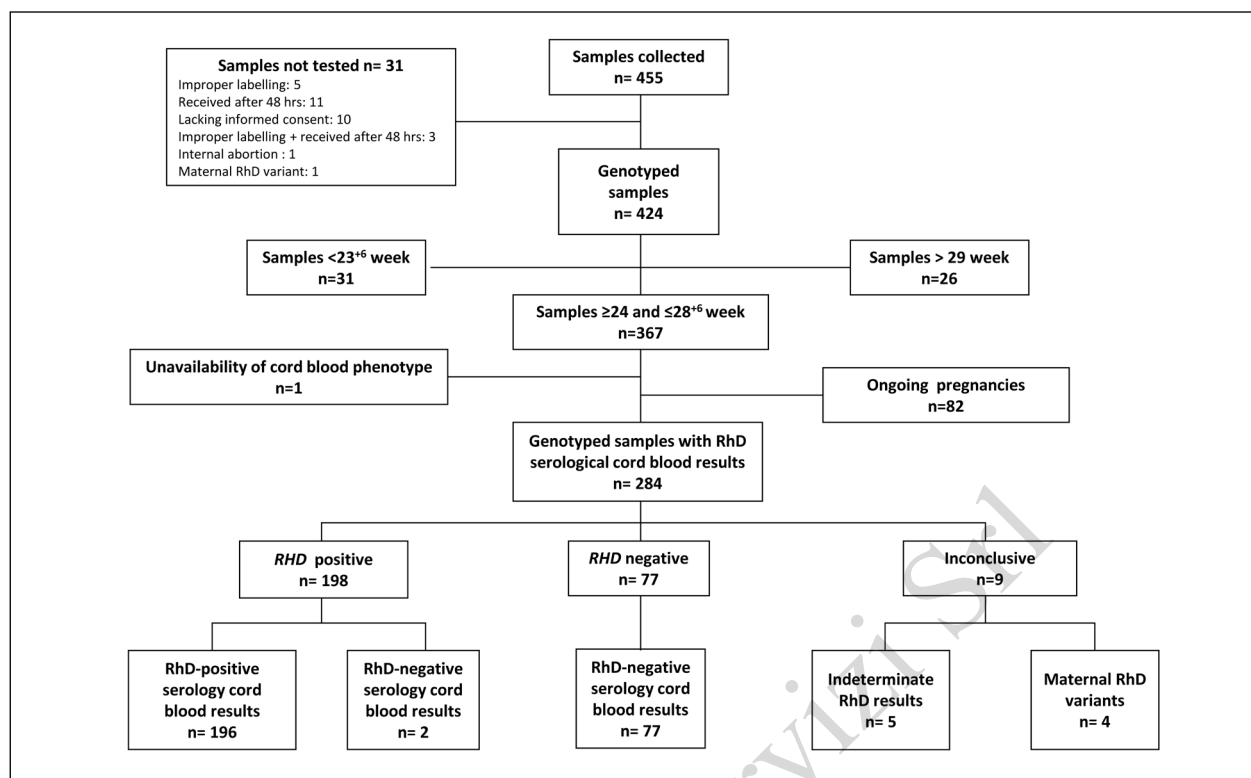 Samples collected
n= 455
Samples not tested n= 31
Improper labelling: 5
Received after 48 hrs: 11
Lacking informed consent: 10
Improper labelling + received after 48 hrs: 3
Internal abortion : 1
Maternal RhD variant: 1
Genotyped
samples
n= 424
Samples <23+6 week
n=31
Samples > 29 week
n=26
Samples ≥24 and ≤28+6 week
n=367
Unavailability of cord blood phenotype
n=1
Ongoing pregnancies
n=82
Genotyped samples with RhD
serological cord blood results
n= 284
RHD positive
n= 198
RHD negative
n= 77
Inconclusive
n=9
RhD-positive
serology cord
blood results
n= 196
RhD-negative
serology cord
blood results
n= 2
RhD-negative
serology cord
blood results
n= 77
Indeterminate
RhD results
n= 5
Maternal RhD
variants
n= 4
Srl